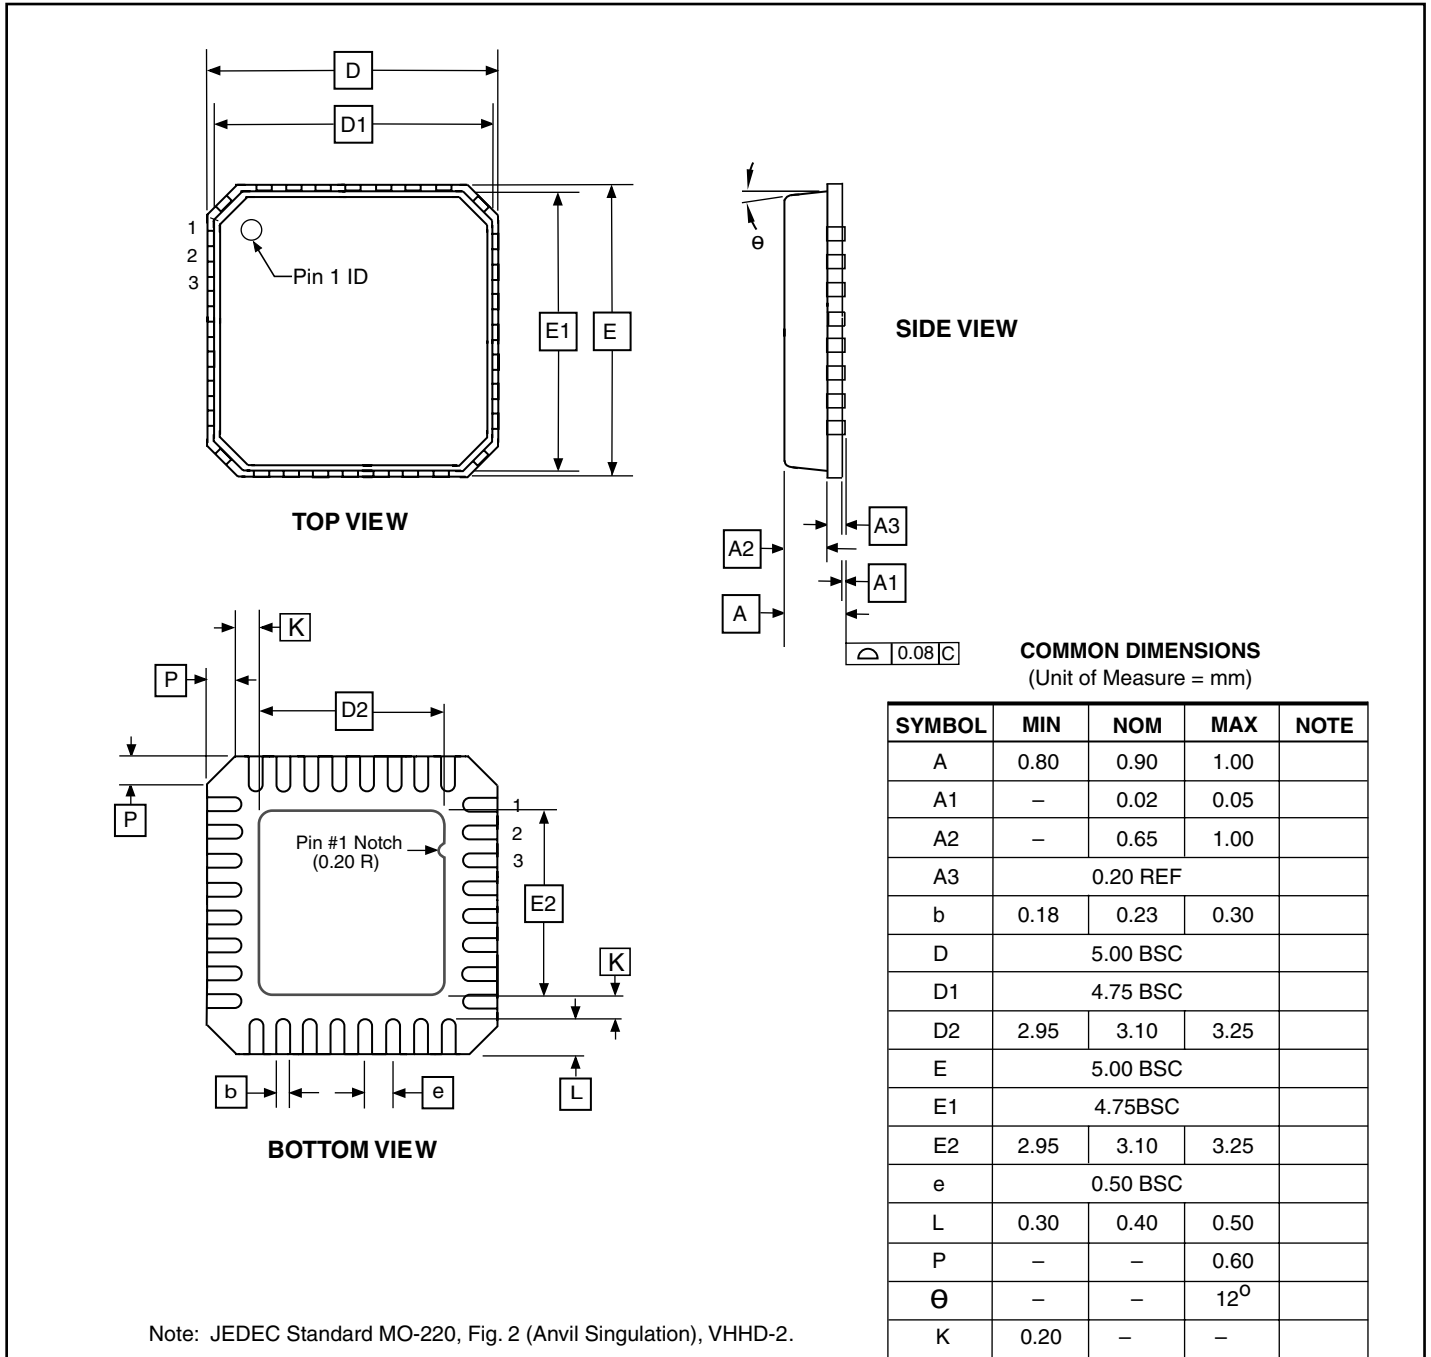 D
D1
1
2
3
Pin 1 ID
E1
E
TOP VIEW
θ
SIDE VIEW
A3
A2
A1
A
0.08 C
K
P
D2
P
Pin #1 Notch
(0.20 R)
1
2
3
E2
K
b
e
L
BOTTOM VIEW
COMMON DIMENSIONS
(Unit of Measure = mm)
SYMBOL MIN NOM MAX NOTE
A 0.80 0.90 1.00
A1 – 0.02 0.05
A2 – 0.65 1.00
A3 0.20 REF
b 0.18 0.23 0.30
D 5.00 BSC
D1 4.75 BSC
D2 2.95 3.10 3.25
E 5.00 BSC
E1 4.75BSC
E2 2.95 3.10 3.25
e 0.50 BSC
L 0.30 0.40 0.50
P – – 0.60
θ – – 12°
K 0.20 – –
Note: JEDEC Standard MO-220, Fig. 2 (Anvil Singulation), VHHD-2.